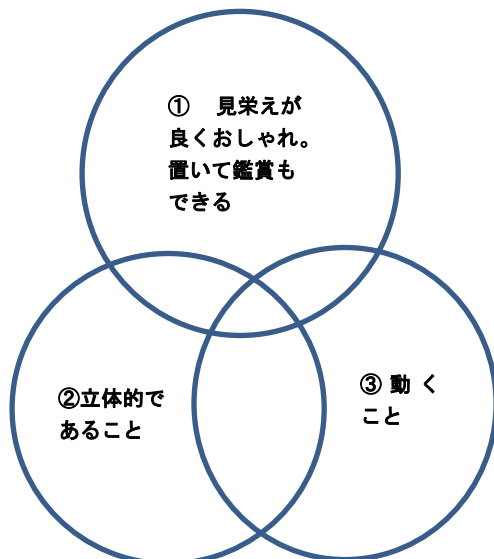 ①　見栄えが
良くおしゃれ。
置いて鑑賞も
できる
②立体的で
あること
③ 動 く
こと